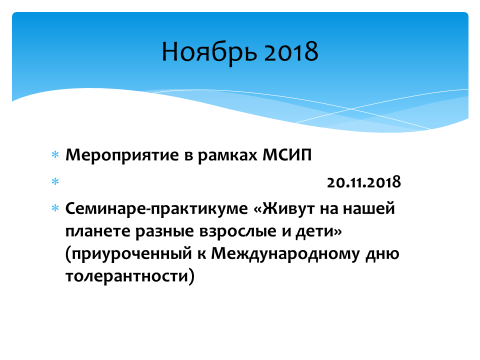 Ноябрь 2018
Мероприятие в рамках МСИП
20.11.2018
Семинаре-практикуме «Живут на нашей
планете разные взрослые и дети»
(приуроченный к Международному дню
толерантности)